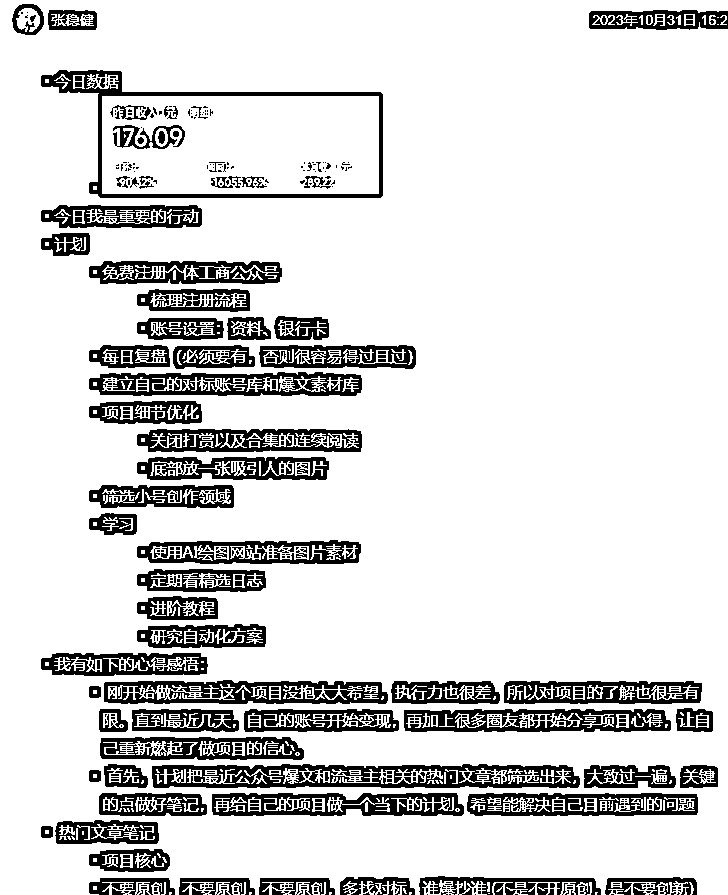 张稳健
2023年10月31日 16:2
今日数据
昨日收入·元 明细
176.09
-90.32% 16055.96% 289.22
今日我最重要的行动
计划
免费注册个体工商公众号
梳理注册流程
账号设置：资料、银行卡
每日复盘（必须要有，否则很容易得过且过）
建立自己的对标账号库和爆文素材库
项目细节优化
关闭打赏以及合集的连续阅读
底部放一张吸引人的图片
筛选小号创作领域
学习
使用AI绘图网站准备图片素材
定期看精选日志
进阶教程
研究自动化方案
我有如下的心得感悟：
刚开始做流量主这个项目没抱太大希望，执行力也很差，所以对项目的了解也很是有
限。直到最近几天，自己的账号开始变现，再加上很多圈友都开始分享项目心得，让自
己重新燃起了做项目的信心。
首先，计划把最近公众号爆文和流量主相关的热门文章都筛选出来，大致过一遍，关键
的点做好笔记，再给自己的项目做一个当下的计划。希望能解决自己目前遇到的问题
热门文章笔记
项目核心
不要原创，不要原创，不要原创，多找对标，谁爆抄谁！(不是不开原创，是不要创新)